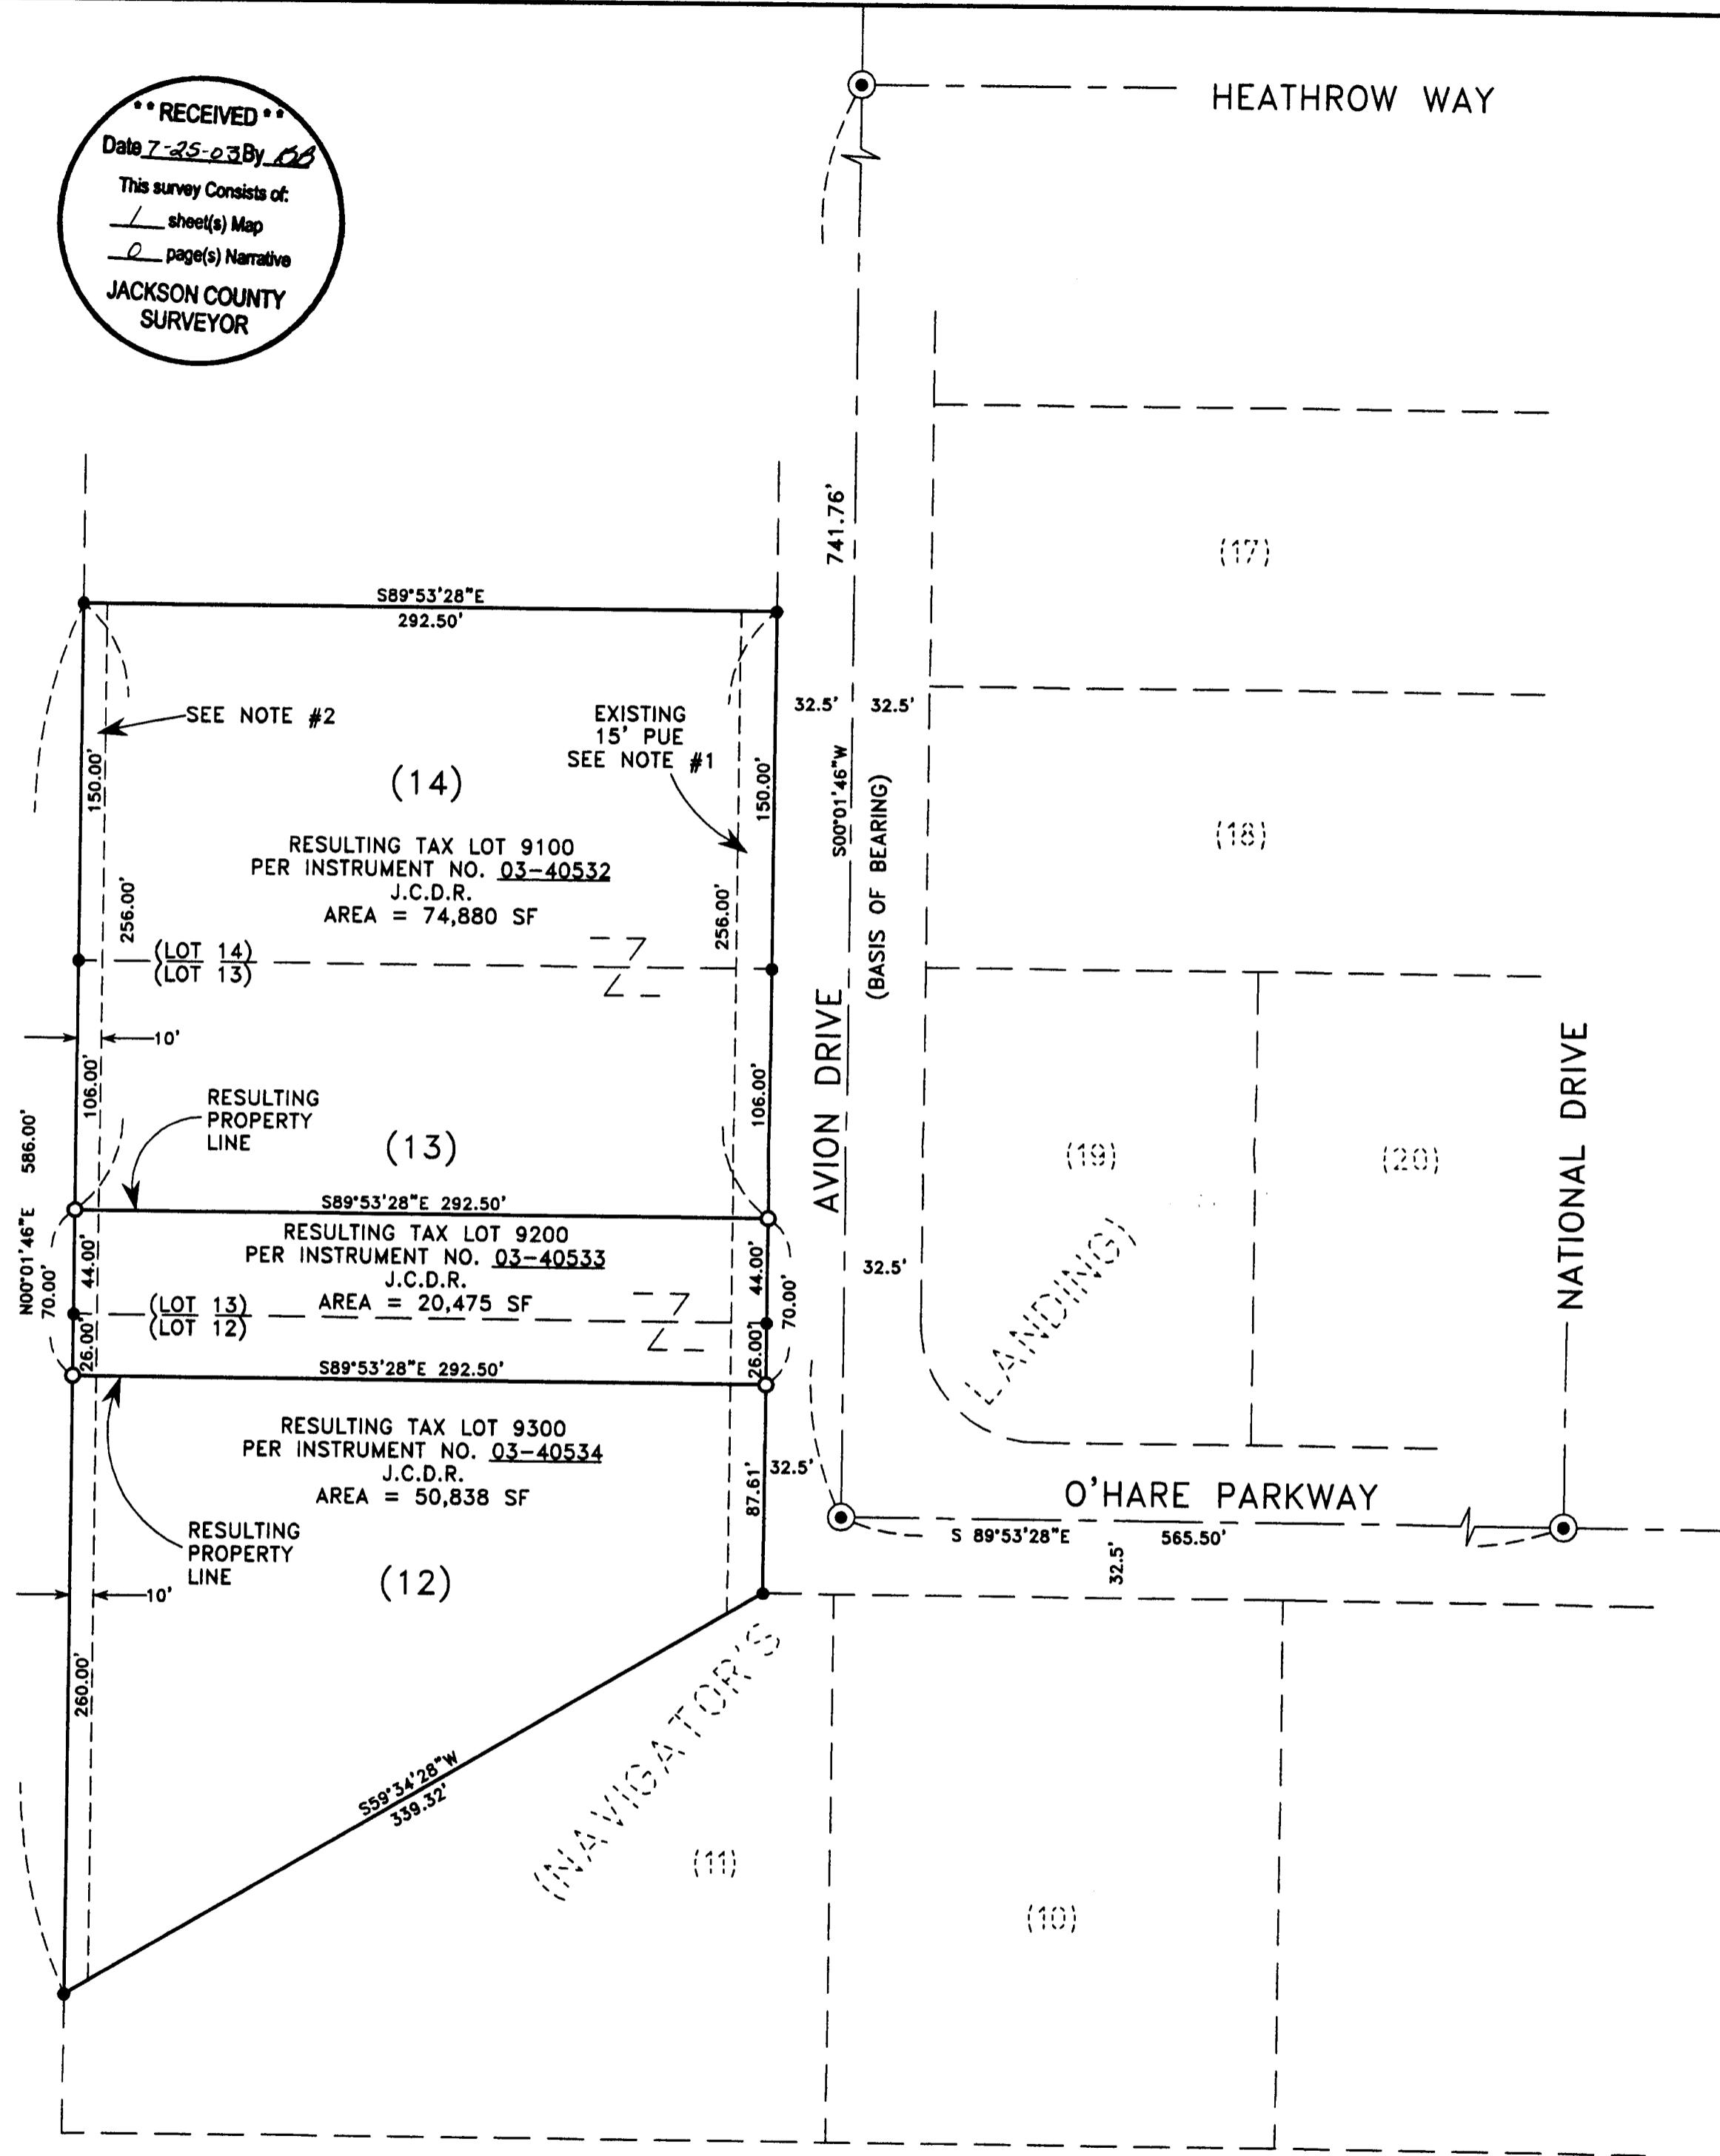 ** RECEIVED **
Date 7-25-03 By BB
This survey Consists of:
1 sheet(s) Map
0 page(s) Narrative
JACKSON COUNTY
SURVEYOR
HEATHROW WAY
741.76'
(17)
S89°53'28"E
292.50'
SEE NOTE #2
EXISTING
15' PUE
SEE NOTE #1
32.5'
32.5'
150.00'
150.00'
(14)
S00°01'46"W
(BASIS OF BEARING)
(18)
RESULTING TAX LOT 9100
PER INSTRUMENT NO. 03-40532
J.C.D.R.
AREA = 74,880 SF
256.00'
256.00'
(LOT 14)
(LOT 13)
10'
106.00'
106.00'
AVION DRIVE
NATIONAL DRIVE
RESULTING
PROPERTY
LINE
(13)
(19)
(20)
N00°01'46"E 586.00'
S89°53'28"E 292.50'
RESULTING TAX LOT 9200
PER INSTRUMENT NO. 03-40533
J.C.D.R.
AREA = 20,475 SF
44.00'
44.00'
70.00'
70.00'
32.5'
LANDING)
(LOT 13)
(LOT 12)
26.00'
26.00'
S89°53'28"E 292.50'
RESULTING TAX LOT 9300
PER INSTRUMENT NO. 03-40534
J.C.D.R.
AREA = 50,838 SF
87.61'
32.5'
O'HARE PARKWAY
S 89°53'28"E 565.50'
32.5'
RESULTING
PROPERTY
LINE
(12)
10'
260.00'
S59°34'28"W
339.32'
(NAVIGATOR'S
(11)
(10)